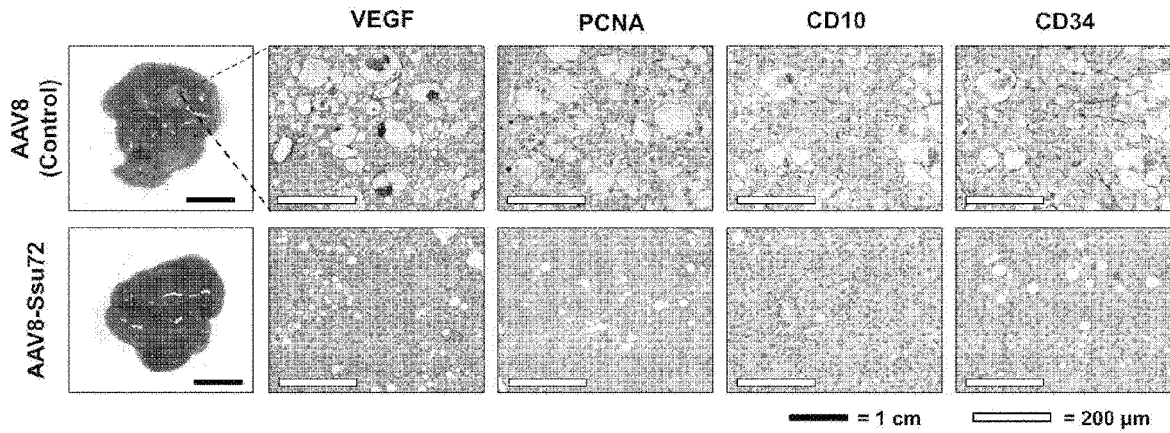 VEGF PCNA CD10 CD34
AAV8
(Control)
AAV8-Ssu72
= 1 cm = 200 µm